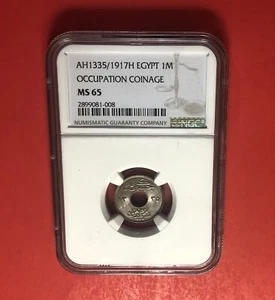 AH1335/1917H EGYPT 1M
OCCUPATION COINAGE
MS 65
2899081-008
NUMISMATIC GUARANTY COMPANY